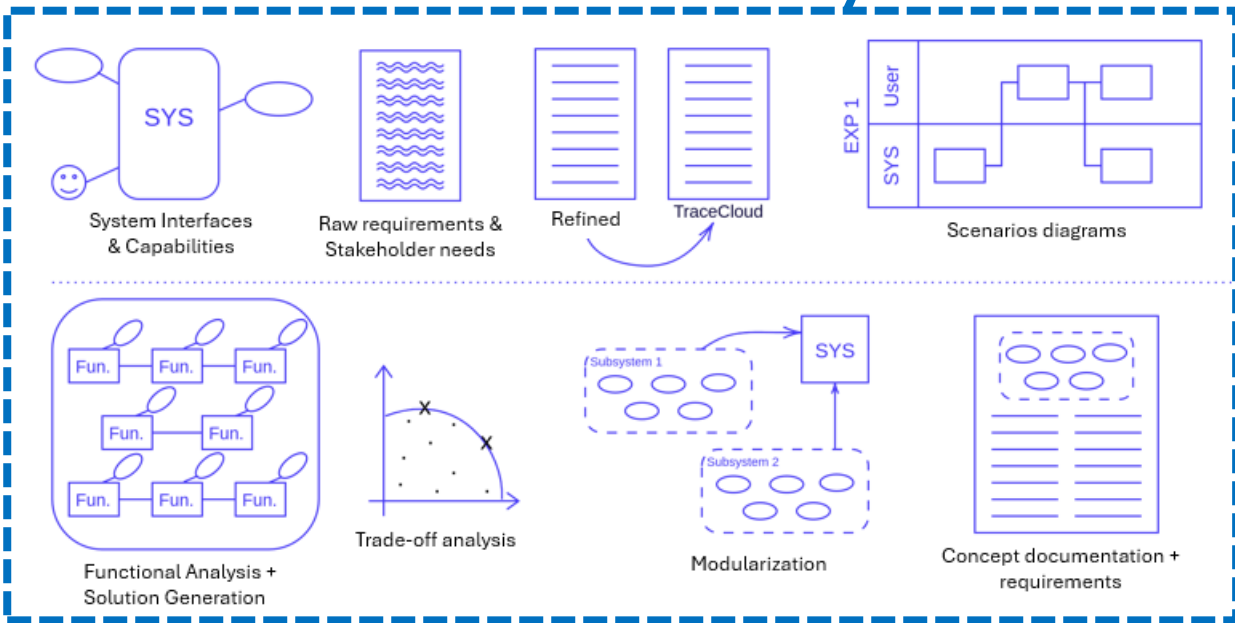 SYS
System Interfaces
& Capabilities
Raw requirements &
Stakeholder needs
Refined
TraceCloud
EXP 1
User
SYS
Scenarios diagrams
Fun.
Fun.
Fun.
Fun.
Fun.
Fun.
Fun.
Fun.
Functional Analysis +
Solution Generation
X
X
Trade-off analysis
Subsystem 1
SYS
Subsystem 2
Modularization
Concept documentation +
requirements